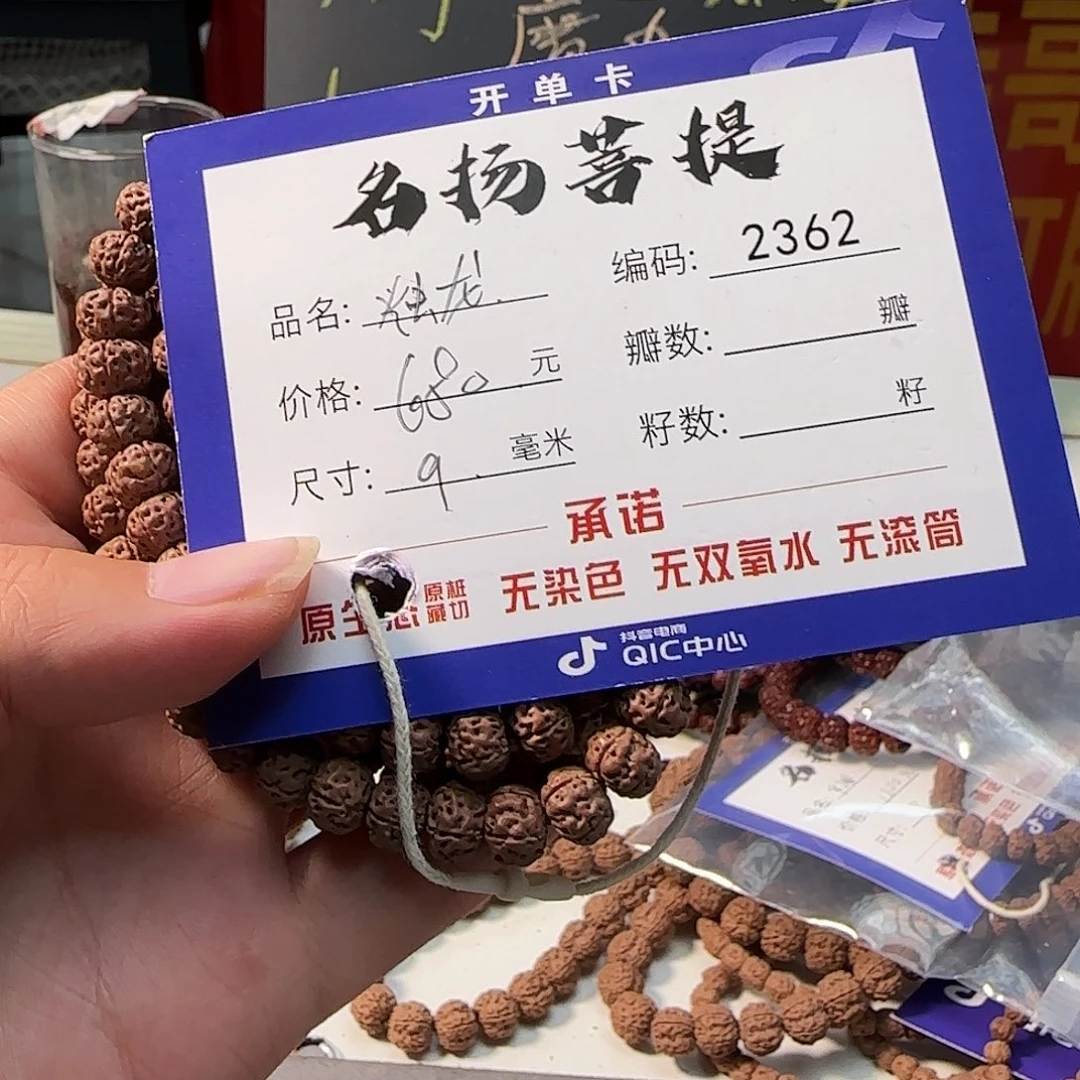 开单卡
名扬菩提
品名: 龙
编码: 2362
价格: 680 元
瓣数: 瓣
尺寸: 9 毫米
籽数: 籽
承诺
原生态 原桩藏切 无染色 无双氧水 无滚筒
抖音电商
QIC中心